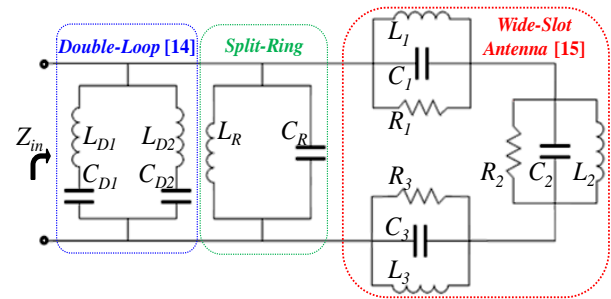 Double-Loop [14]
Split-Ring
Wide-Slot
Antenna [15]
L1
C1
R1
Zin
LD1
LD2
CD1
CD2
LR
CR
R2
C2
L2
R3
C3
L3